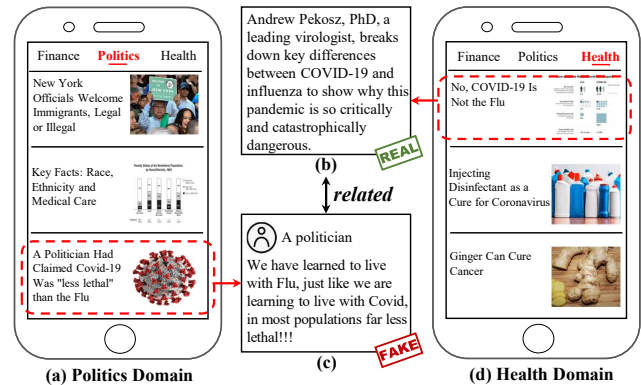 Finance Politics Health
New York
Officials Welcome
Immigrants, Legal
or Illegal
Key Facts: Race,
Ethnicity and
Medical Care
A Politician Had
Claimed Covid-19
Was "less lethal"
than the Flu
(a) Politics Domain
Andrew Pekosz, PhD, a
leading virologist, breaks
down key differences
between COVID-19 and
influenza to show why this
pandemic is so critically
and catastrophically
dangerous.
REAL
(b)
related
A politician
We have learned to live
with Flu, just like we are
learning to live with Covid,
in most populations far less
lethal!!!
FAKE
(c)
Finance Politics Health
No, COVID-19 Is
Not the Flu
Injecting
Disinfectant as a
Cure for Coronavirus
Ginger Can Cure
Cancer
(d) Health Domain